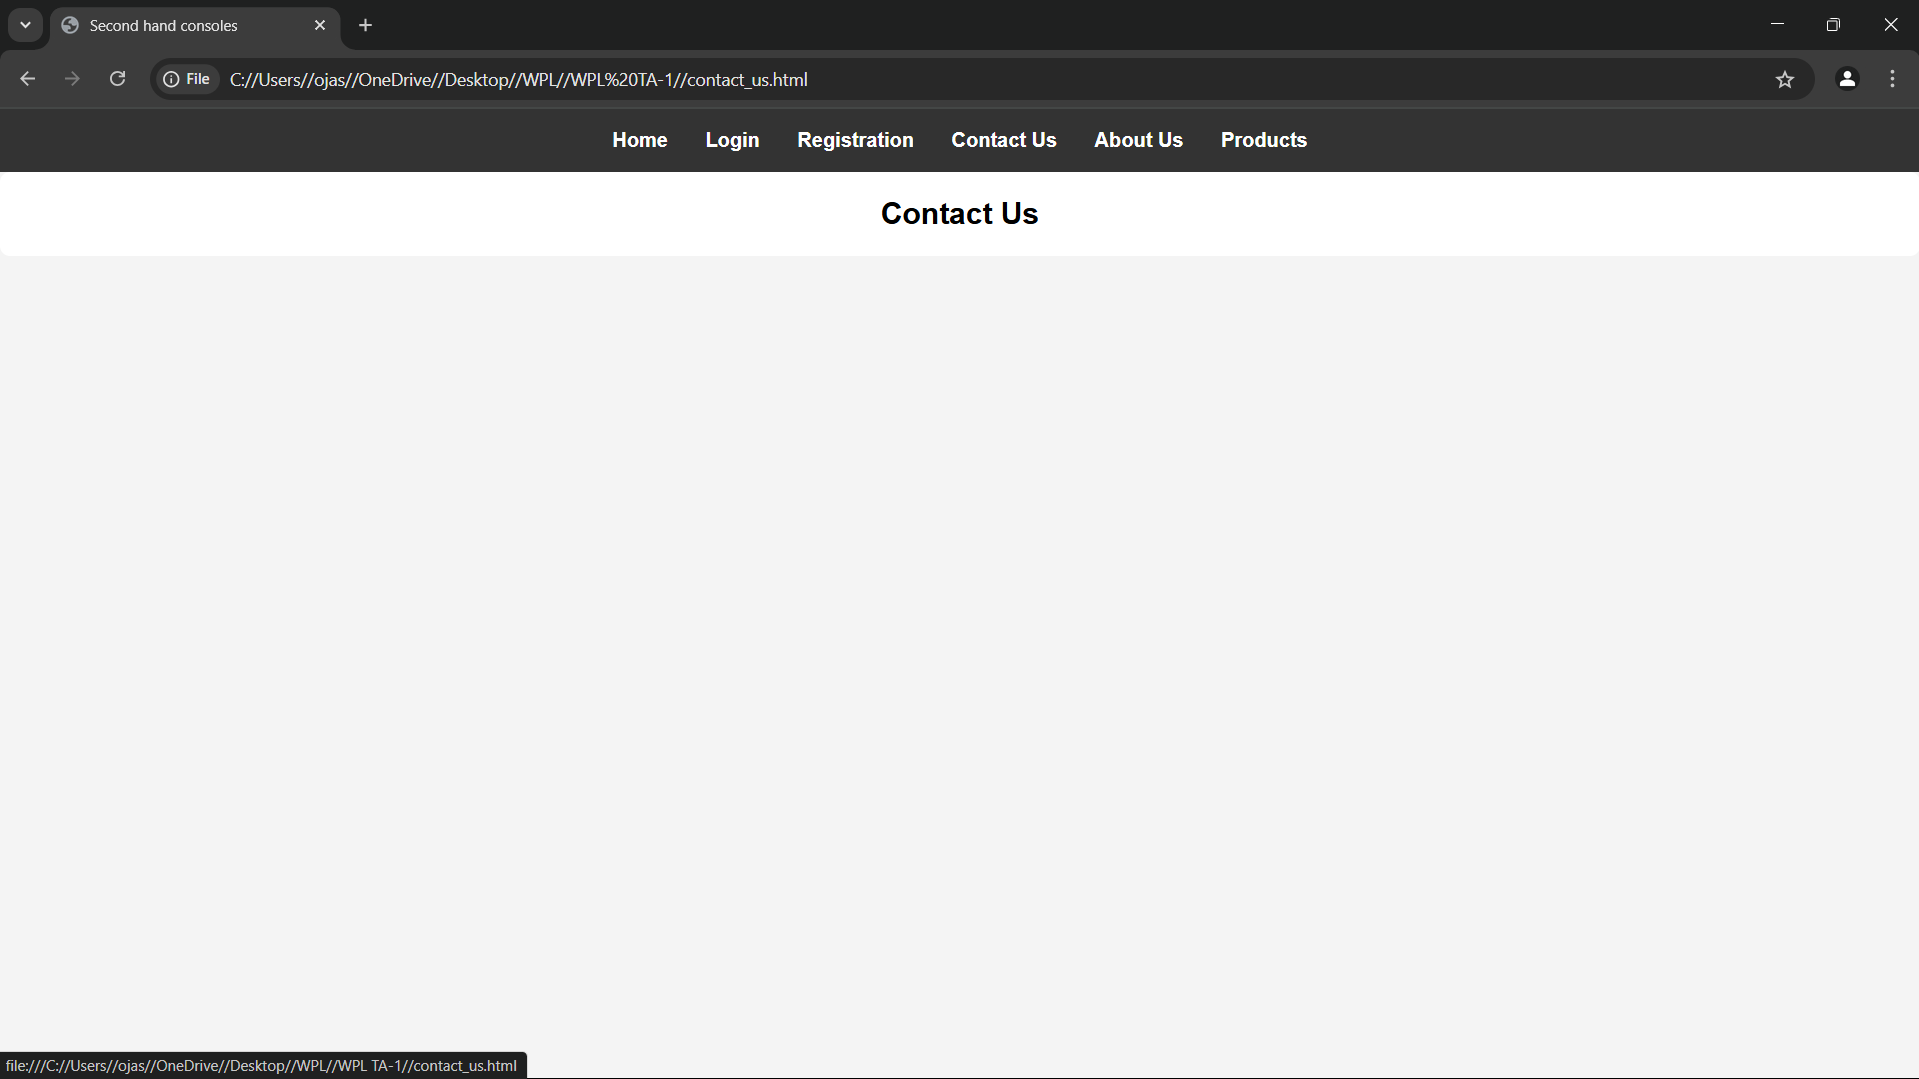 Second hand consoles
File C://Users//ojas//OneDrive//Desktop//WPL//WPL%20TA-1//contact_us.html
Home Login Registration Contact Us About Us Products
Contact Us
file:///C://Users//ojas//OneDrive//Desktop//WPL//WPL TA-1//contact_us.html